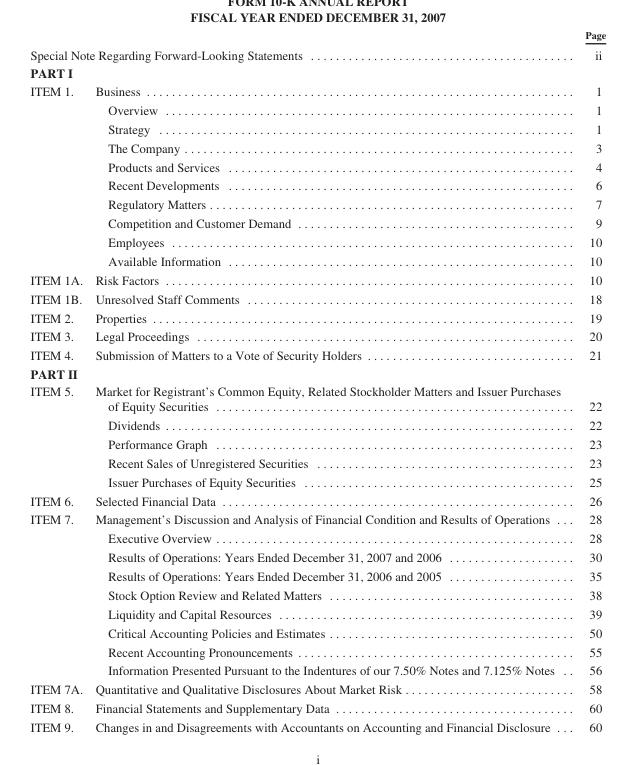 FORM 10-K ANNUAL REPORT
FISCAL YEAR ENDED DECEMBER 31, 2007
Page
Special Note Regarding Forward-Looking Statements ii
PART I
ITEM 1. Business 1
Overview 1
Strategy 1
The Company 3
Products and Services 4
Recent Developments 6
Regulatory Matters 7
Competition and Customer Demand 9
Employees 10
Available Information 10
ITEM 1A. Risk Factors 10
ITEM 1B. Unresolved Staff Comments 18
ITEM 2. Properties 19
ITEM 3. Legal Proceedings 20
ITEM 4. Submission of Matters to a Vote of Security Holders 21
PART II
ITEM 5. Market for Registrant's Common Equity, Related Stockholder Matters and Issuer Purchases
of Equity Securities 22
Dividends 22
Performance Graph 23
Recent Sales of Unregistered Securities 23
Issuer Purchases of Equity Securities 25
ITEM 6. Selected Financial Data 26
ITEM 7. Management's Discussion and Analysis of Financial Condition and Results of Operations 28
Executive Overview 28
Results of Operations: Years Ended December 31, 2007 and 2006 30
Results of Operations: Years Ended December 31, 2006 and 2005 35
Stock Option Review and Related Matters 38
Liquidity and Capital Resources 39
Critical Accounting Policies and Estimates 50
Recent Accounting Pronouncements 55
Information Presented Pursuant to the Indentures of our 7.50% Notes and 7.125% Notes 56
ITEM 7A. Quantitative and Qualitative Disclosures About Market Risk 58
ITEM 8. Financial Statements and Supplementary Data 60
ITEM 9. Changes in and Disagreements with Accountants on Accounting and Financial Disclosure 60
i